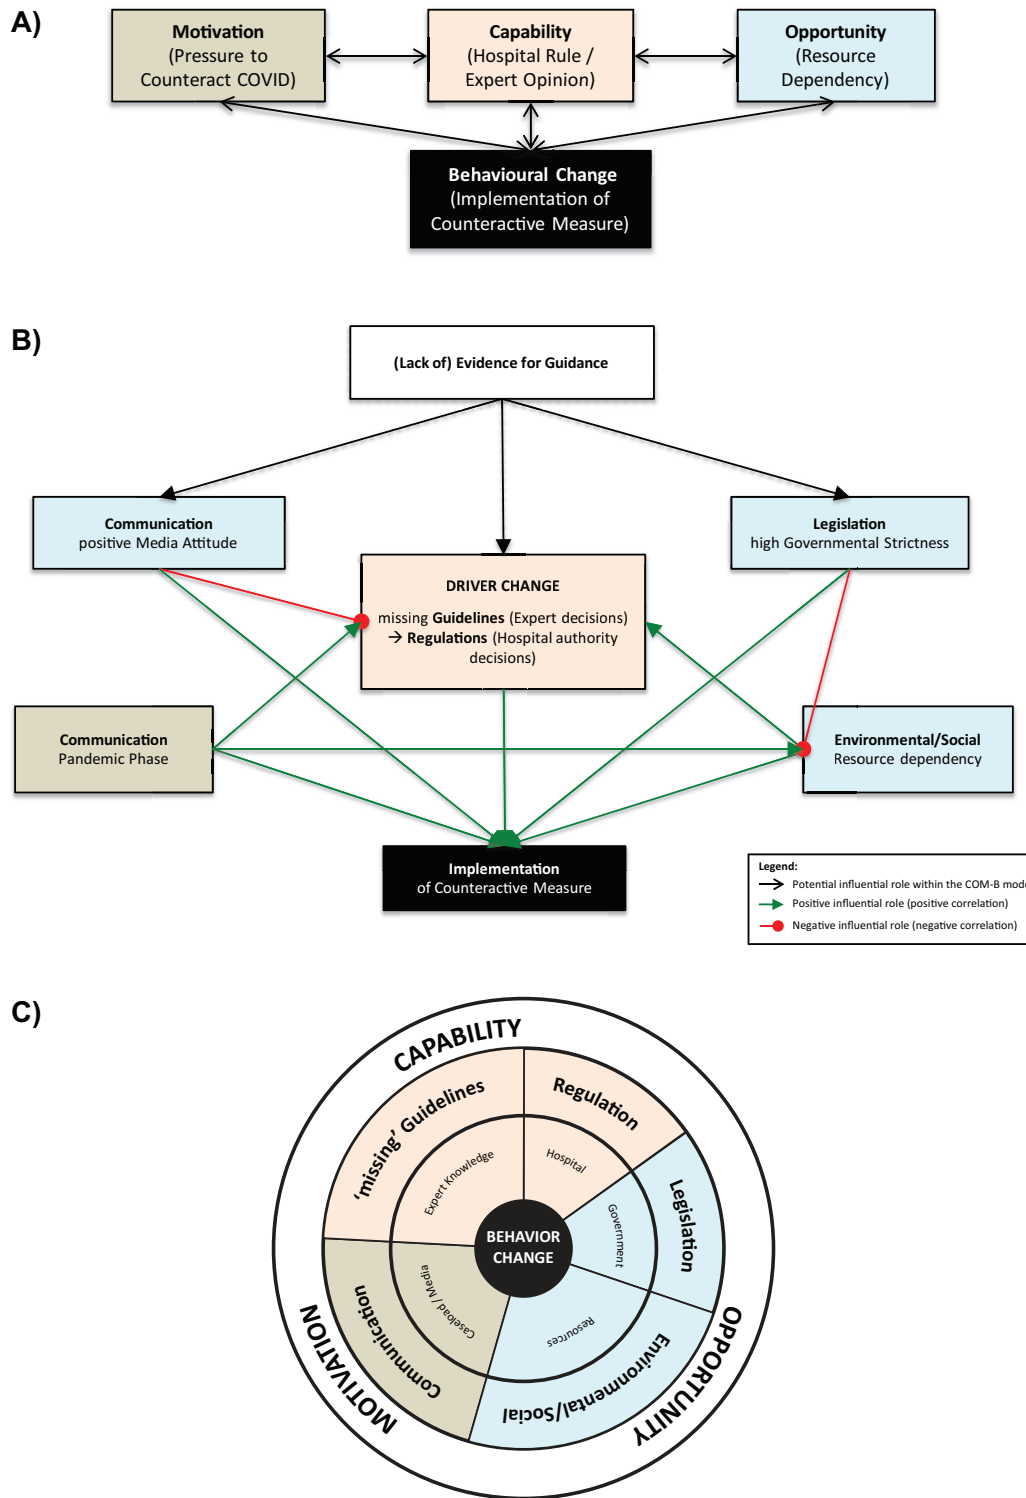 A)
Motivation
(Pressure to
Counteract COVID)
Capability
(Hospital Rule /
Expert Opinion)
Opportunity
(Resource
Dependency)
Behavioural Change
(Implementation of
Counteractive Measure)
B)
(Lack of) Evidence for Guidance
Communication
positive Media Attitude
Legislation
high Governmental Strictness
DRIVER CHANGE
missing Guidelines (Expert decisions)
→ Regulations (Hospital authority
decisions)
Communication
Pandemic Phase
Environmental/Social
Resource dependency
Implementation
of Counteractive Measure
Legend:
Potential influential role within the COM-B mode
Positive influential role (positive correlation)
Negative influential role (negative correlation)
C)
CAPABILITY
'missing' Guidelines
Regulation
Expert Knowledge
Hospital
Legislation
Government
BEHAVIOR
CHANGE
Caseload / Media
Resources
Communication
Environmental/Social
MOTIVATION
OPPORTUNITY